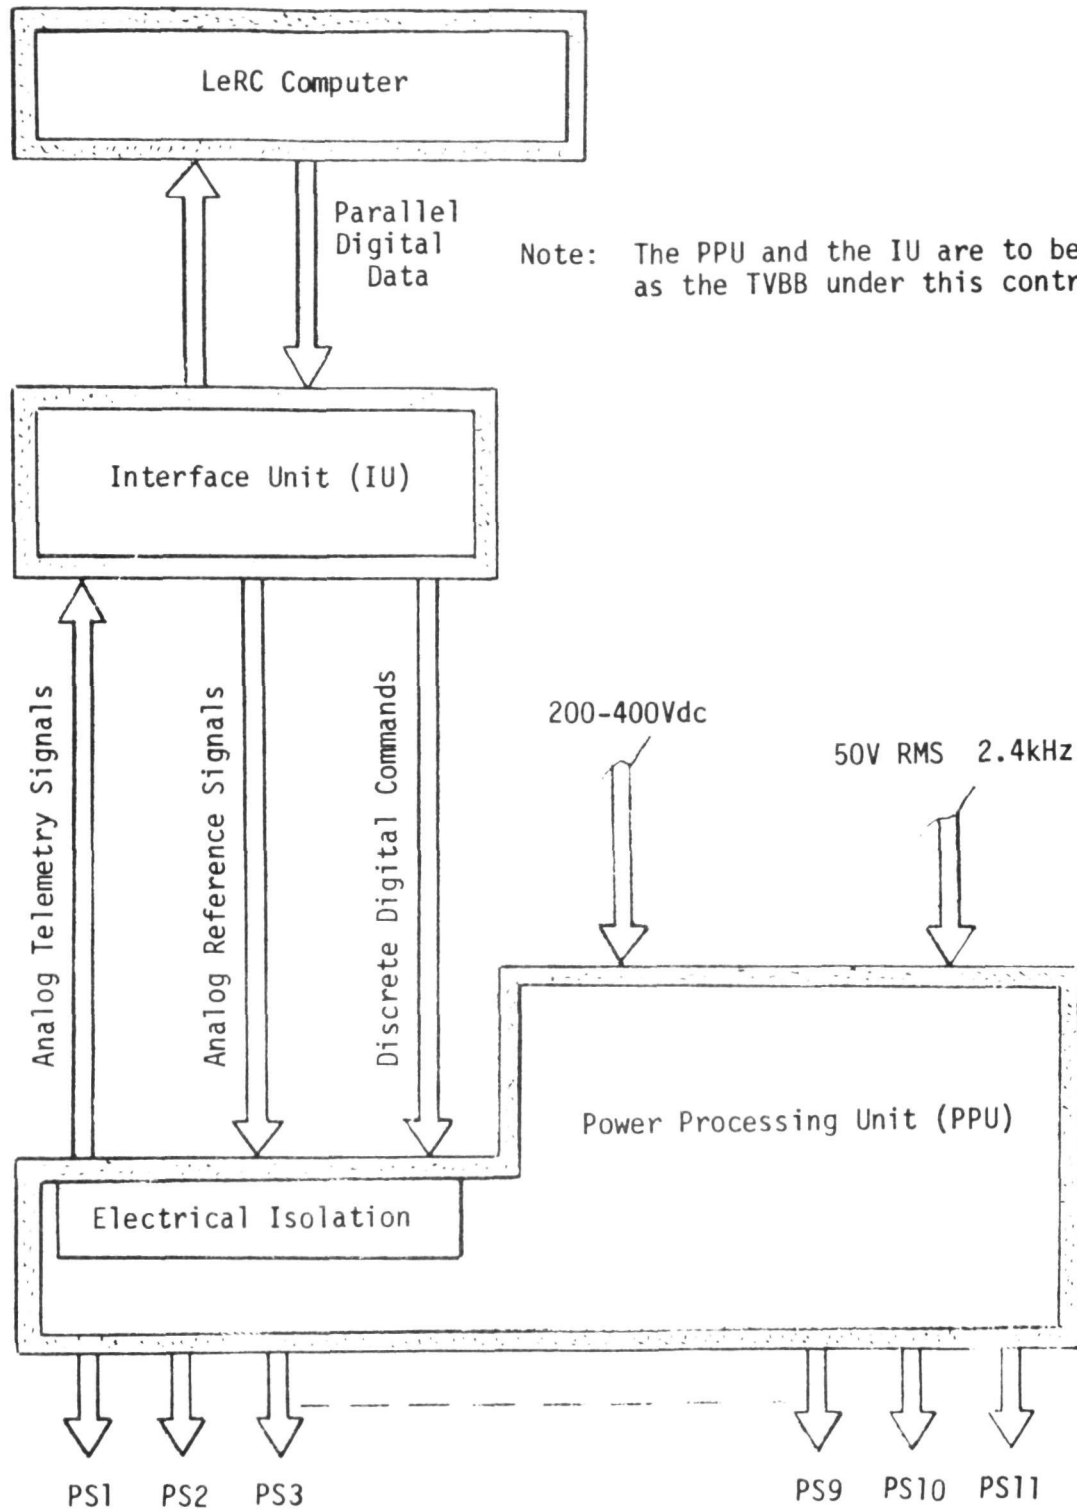 LeRC Computer
Parallel
Digital
Data
Note: The PPU and the IU are to be
as the TVBB under this contr
Interface Unit (IU)
Analog Telemetry Signals
Analog Reference Signals
Discrete Digital Commands
200-400Vdc
50V RMS 2.4kHz
Power Processing Unit (PPU)
Electrical Isolation
PS1 PS2 PS3 PS9 PS10 PS11